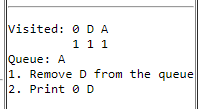 Visited: 0 D A
1 1 1
Queue: A
1. Remove D from the queue
2. Print 0 D